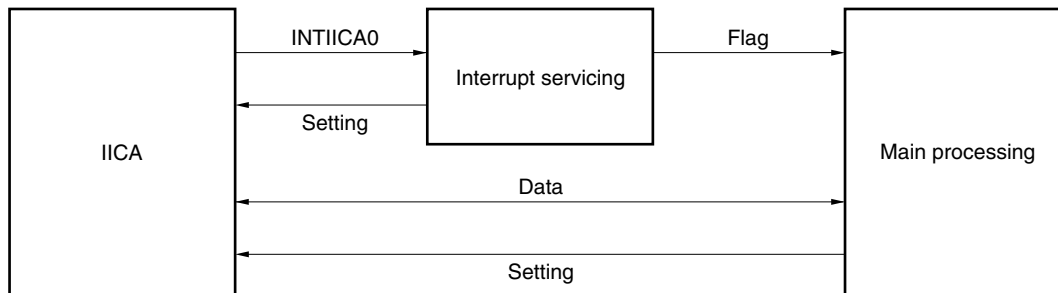 INTIICA0
Flag
Interrupt servicing
Setting
IICA
Main processing
Data
Setting